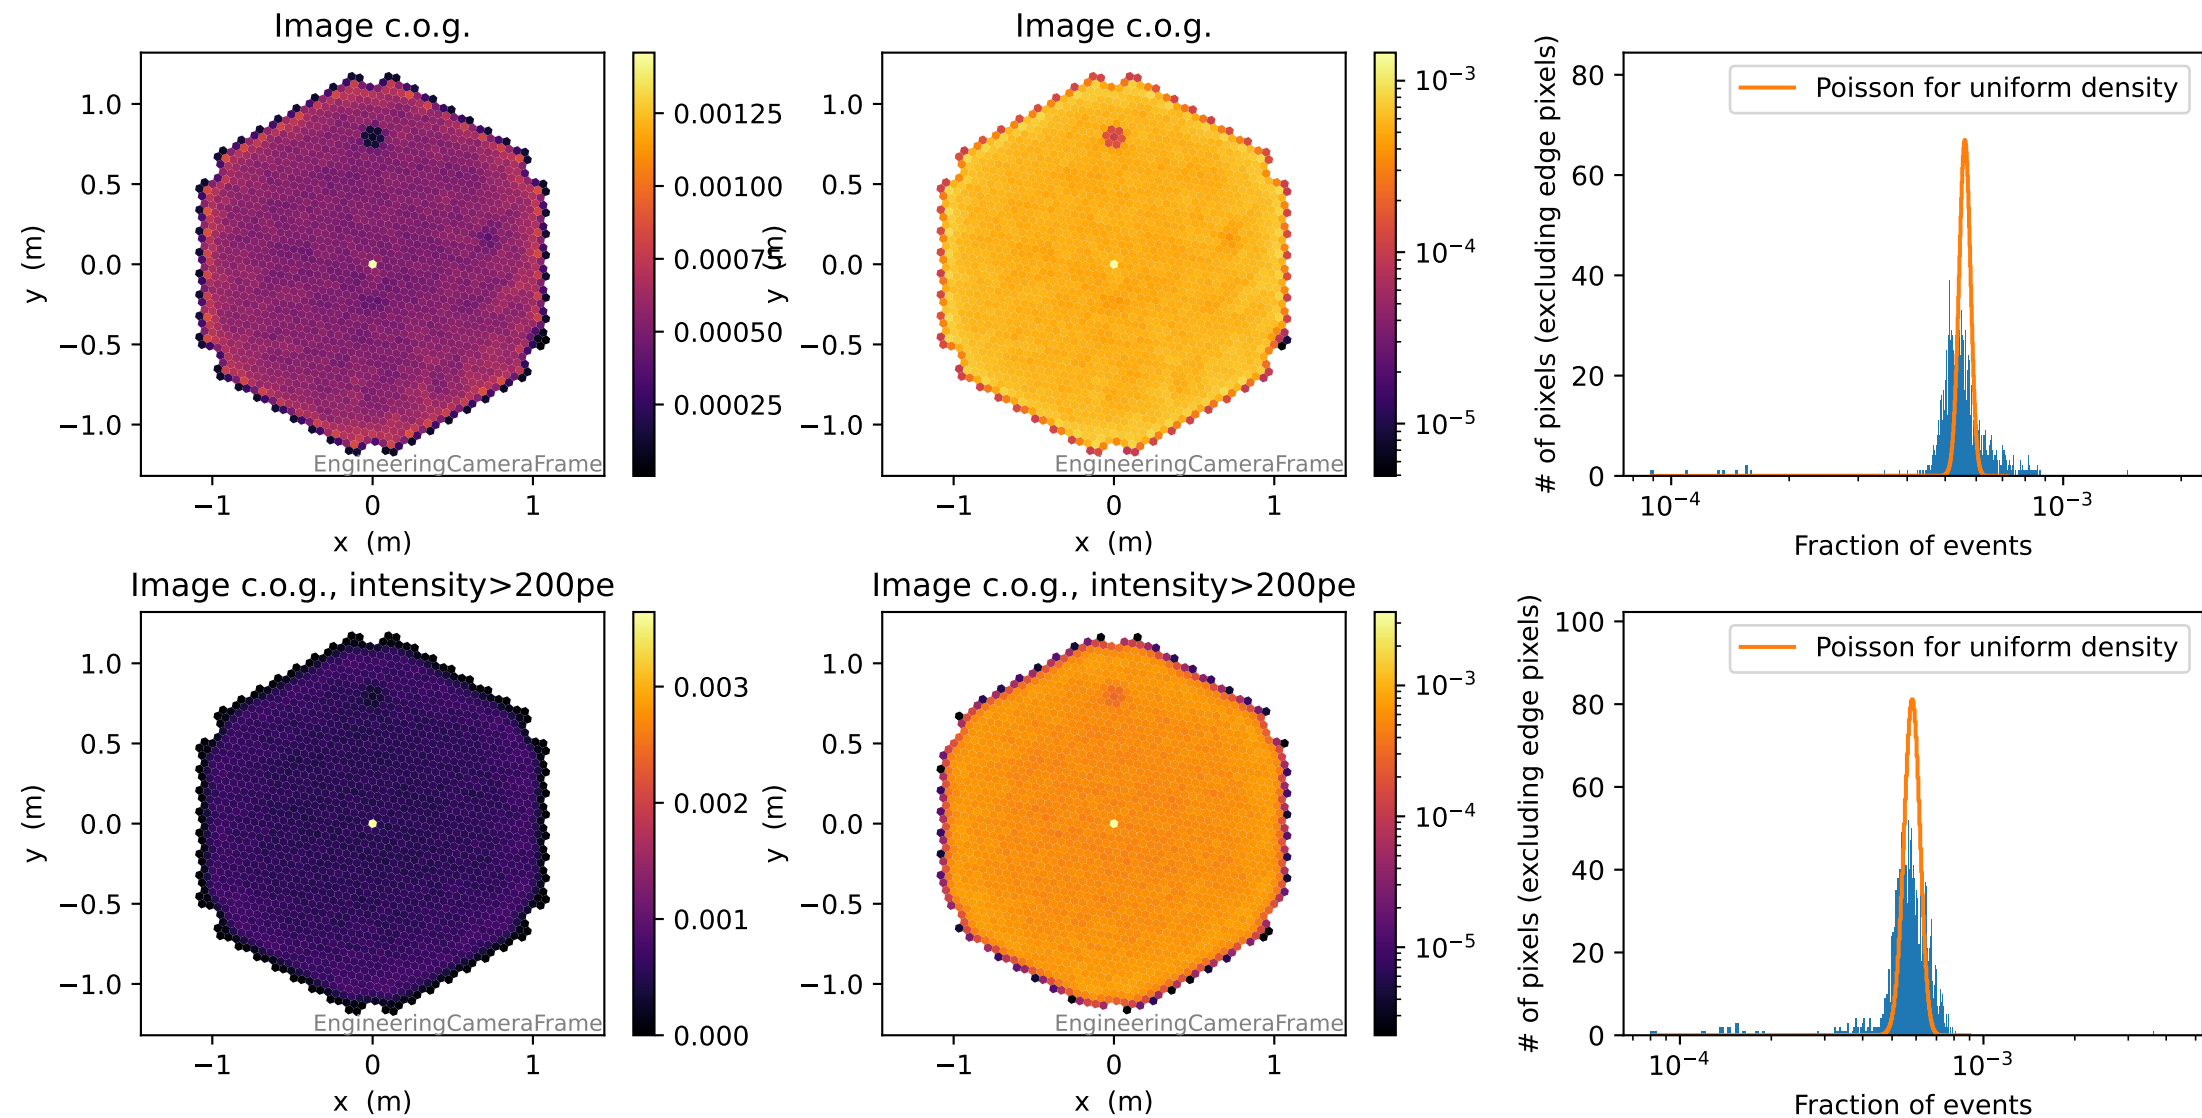 Image c.o.g.
y (m)
1.0
0.5
0.0
−0.5
−1.0
−1 0 1
x (m)
EngineeringCameraFrame
0.00125
0.00100
0.00075
0.00050
0.00025
Image c.o.g.
y (m)
1.0
0.5
0.0
−0.5
−1.0
−1 0 1
x (m)
EngineeringCameraFrame
10⁻³
10⁻⁴
10⁻⁵
# of pixels (excluding edge pixels)
80
60
40
20
0
Poisson for uniform density
10⁻⁴ 10⁻³
Fraction of events
Image c.o.g., intensity>200pe
y (m)
1.0
0.5
0.0
−0.5
−1.0
−1 0 1
x (m)
EngineeringCameraFrame
0.003
0.002
0.001
0.000
Image c.o.g., intensity>200pe
y (m)
1.0
0.5
0.0
−0.5
−1.0
−1 0 1
x (m)
EngineeringCameraFrame
10⁻³
10⁻⁴
10⁻⁵
# of pixels (excluding edge pixels)
100
80
60
40
20
0
Poisson for uniform density
10⁻⁴ 10⁻³
Fraction of events